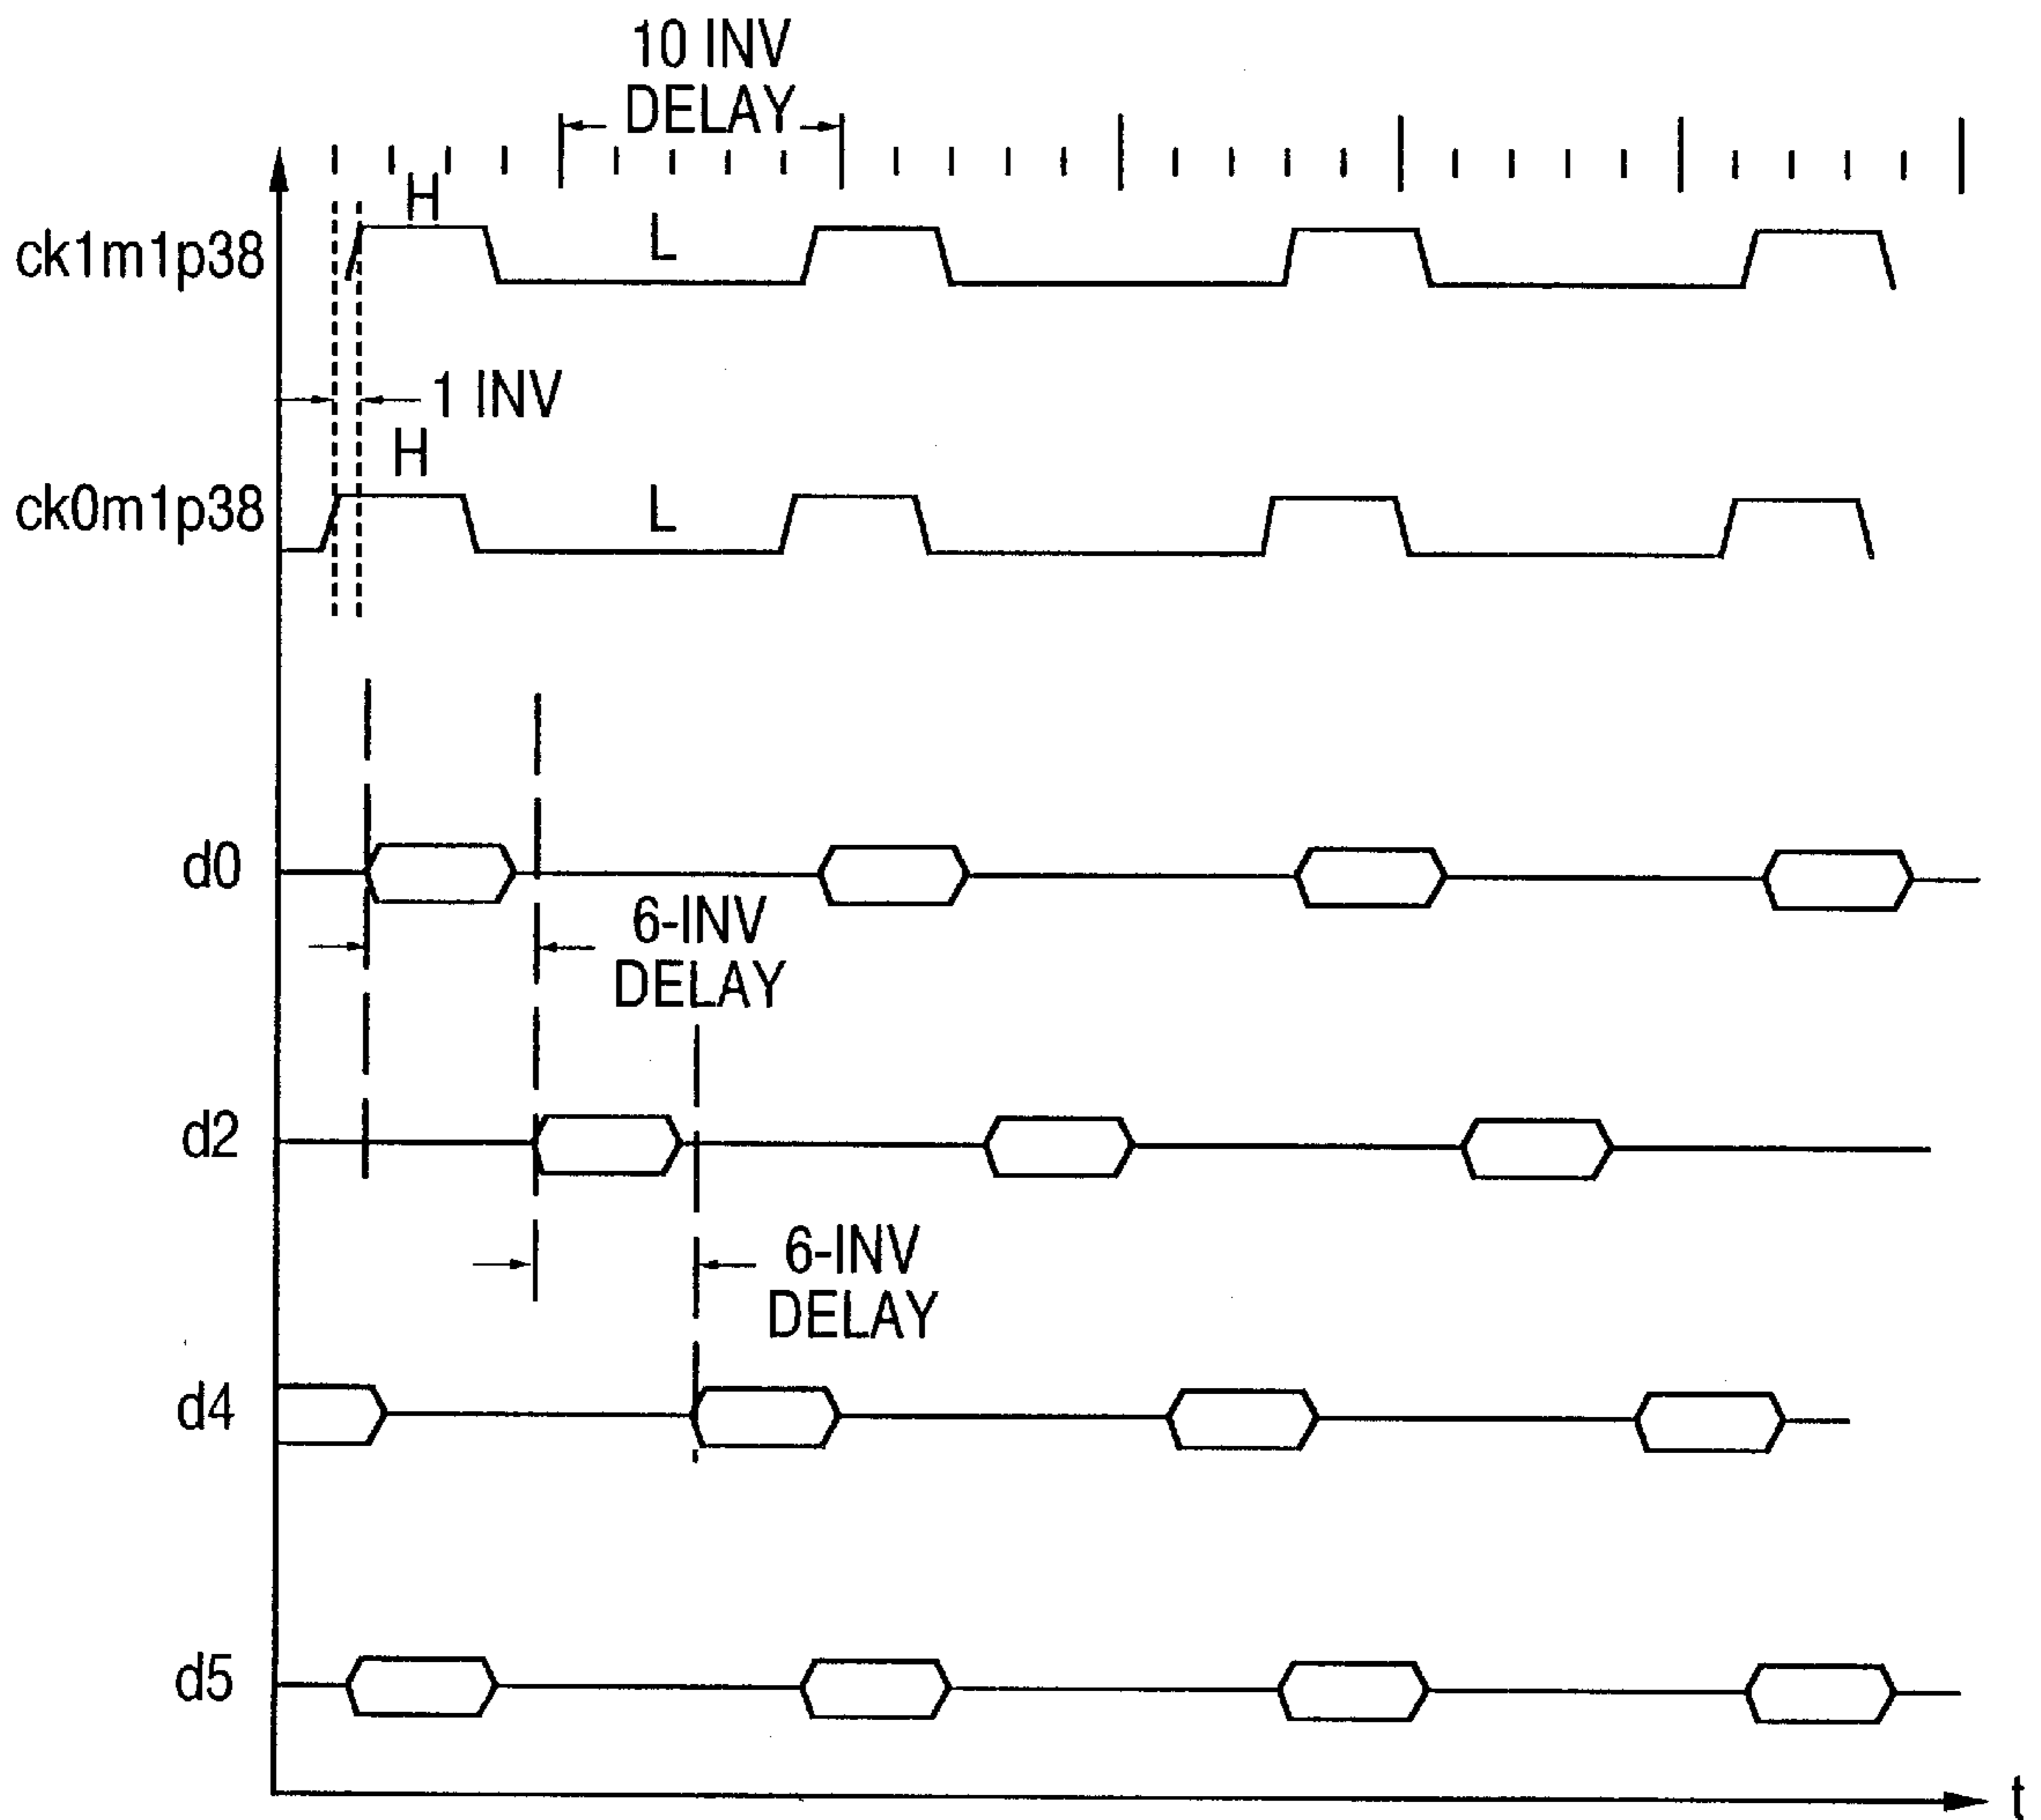 10 INV
DELAY
H
ck1m1p38
L
1 INV
H
ck0m1p38
L
d0
6-INV
DELAY
d2
6-INV
DELAY
d4
d5
t